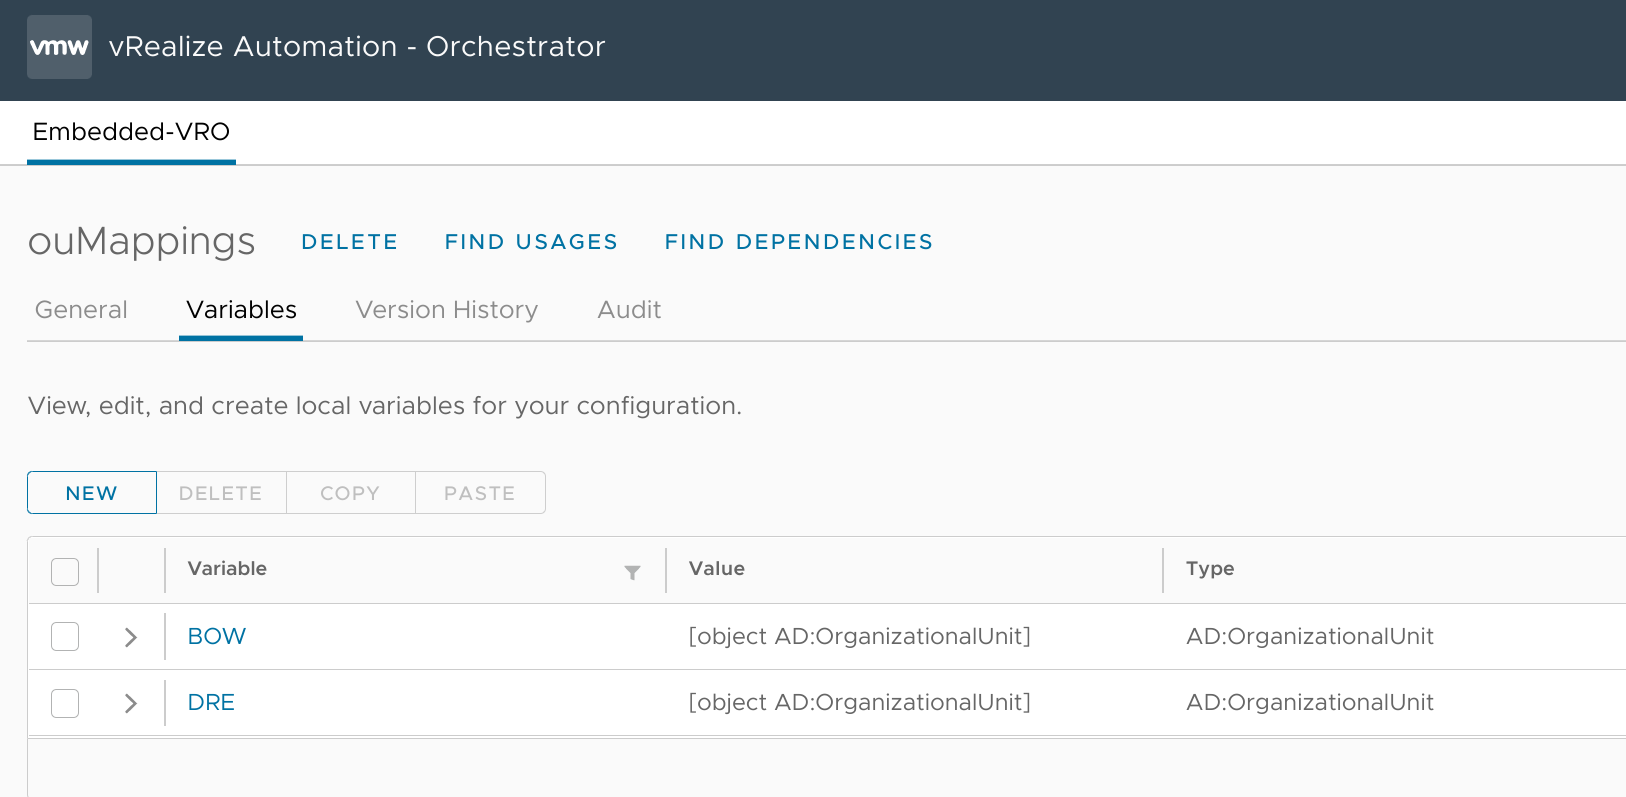 vmw vRealize Automation - Orchestrator
Embedded-VRO
ouMappings DELETE FIND USAGES FIND DEPENDENCIES
General Variables Version History Audit
View, edit, and create local variables for your configuration.
NEW DELETE COPY PASTE
Variable Value Type
BOW [object AD:OrganizationalUnit] AD:OrganizationalUnit
DRE [object AD:OrganizationalUnit] AD:OrganizationalUnit